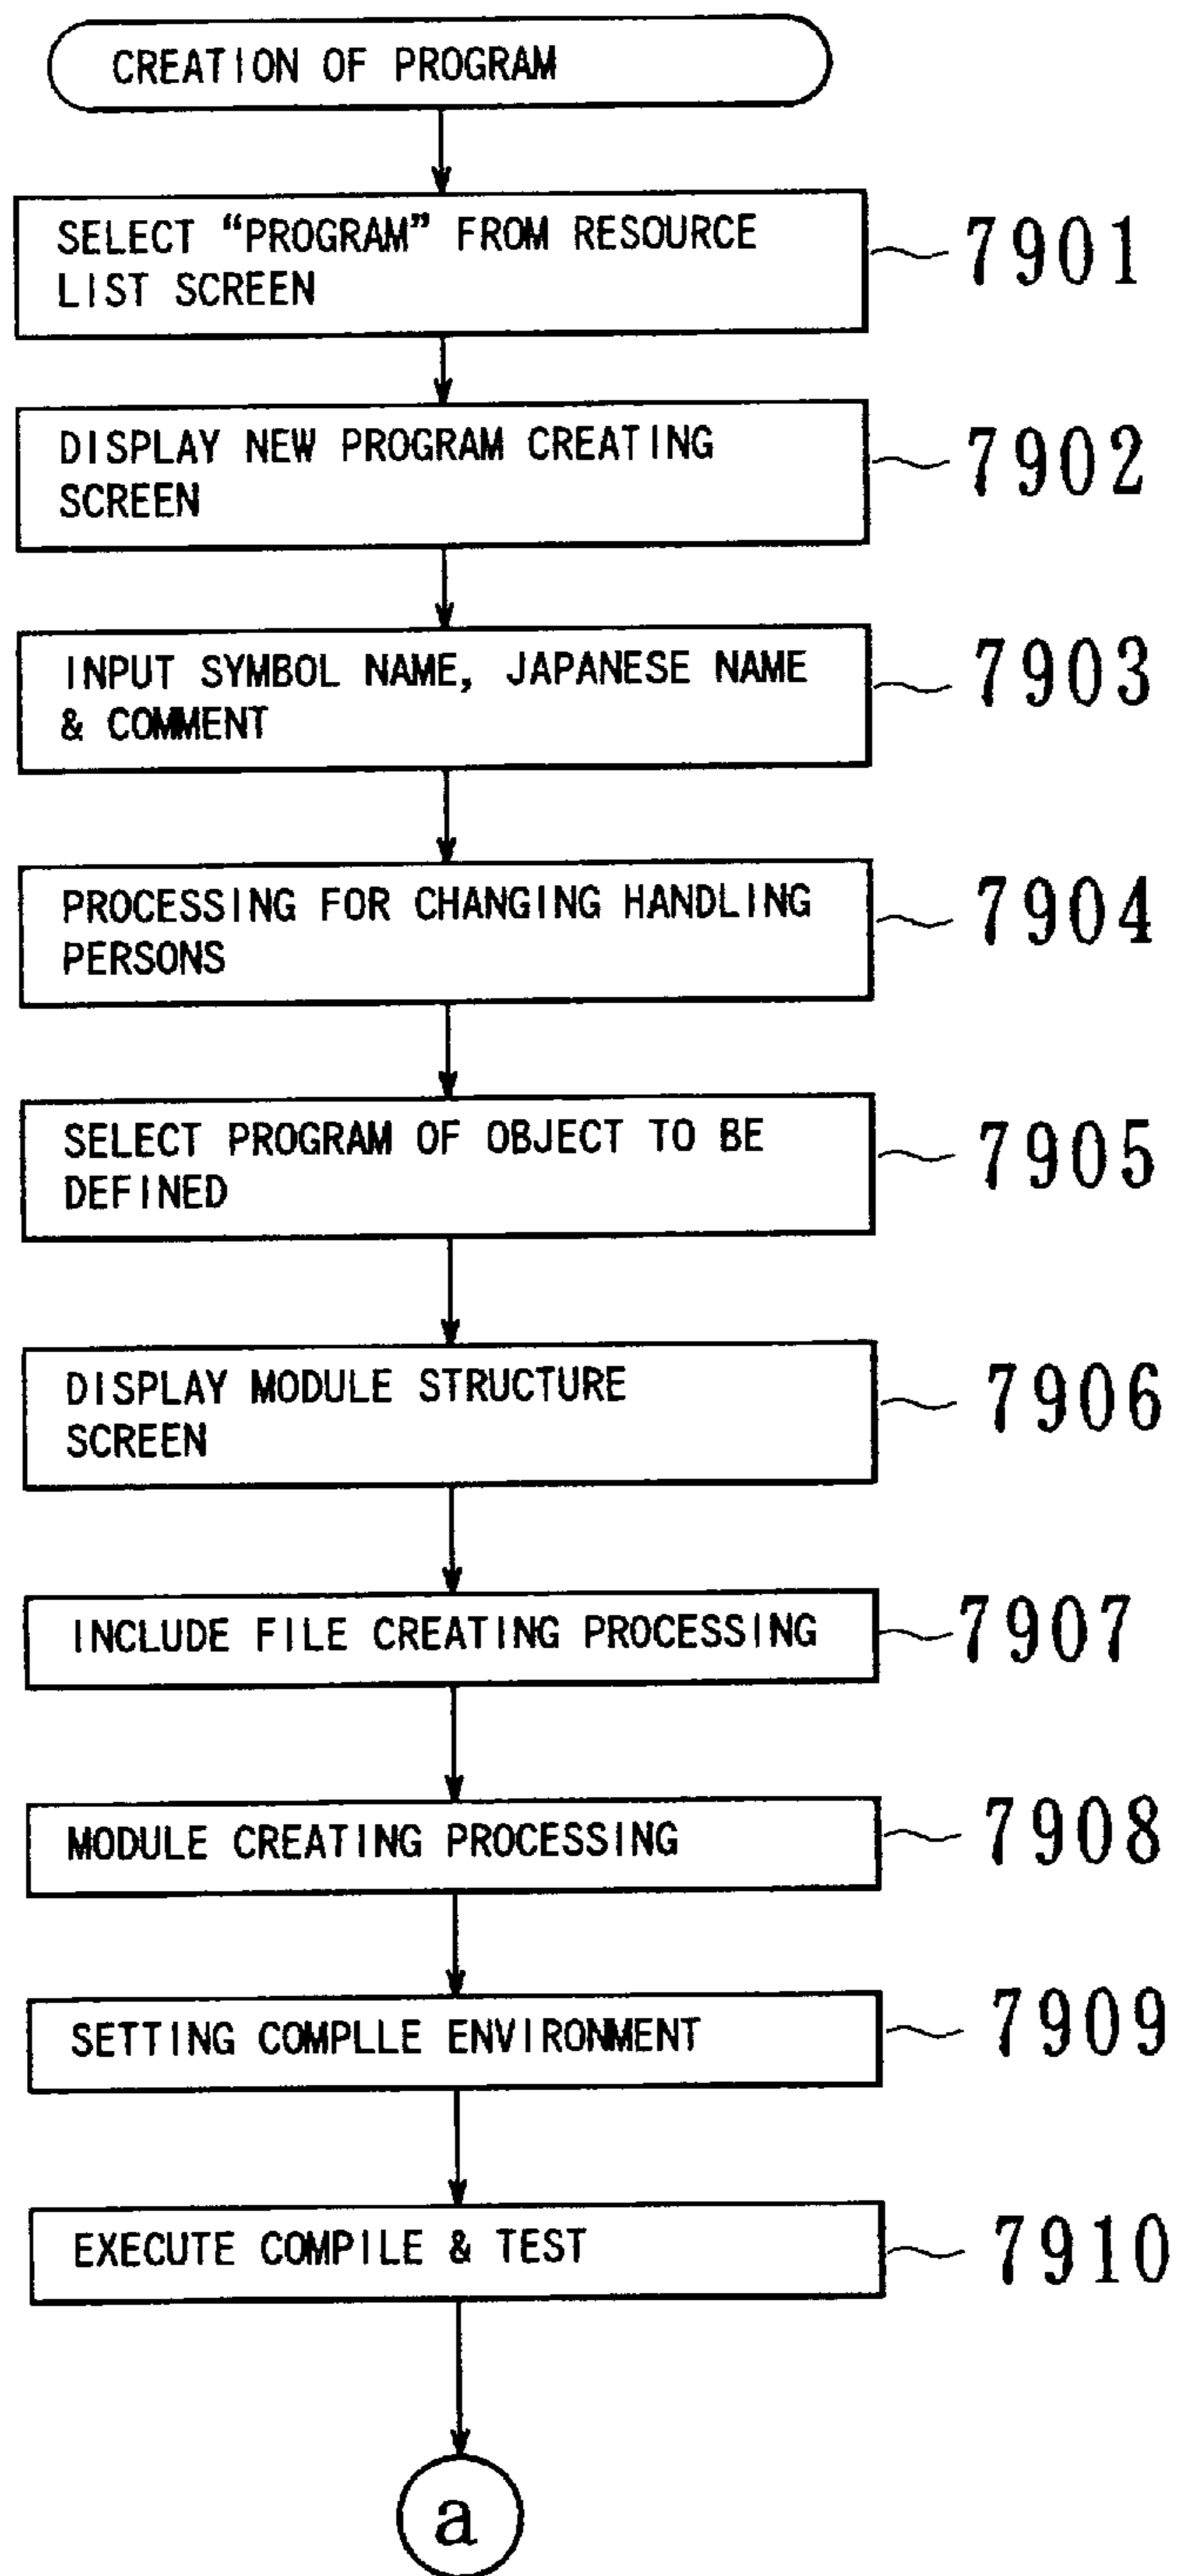 CREATION OF PROGRAM
SELECT “PROGRAM” FROM RESOURCE
LIST SCREEN
7901
DISPLAY NEW PROGRAM CREATING
SCREEN
7902
INPUT SYMBOL NAME, JAPANESE NAME
& COMMENT
7903
PROCESSING FOR CHANGING HANDLING
PERSONS
7904
SELECT PROGRAM OF OBJECT TO BE
DEFINED
7905
DISPLAY MODULE STRUCTURE
SCREEN
7906
INCLUDE FILE CREATING PROCESSING
7907
MODULE CREATING PROCESSING
7908
SETTING COMPLLE ENVIRONMENT
7909
EXECUTE COMPILE & TEST
7910
a